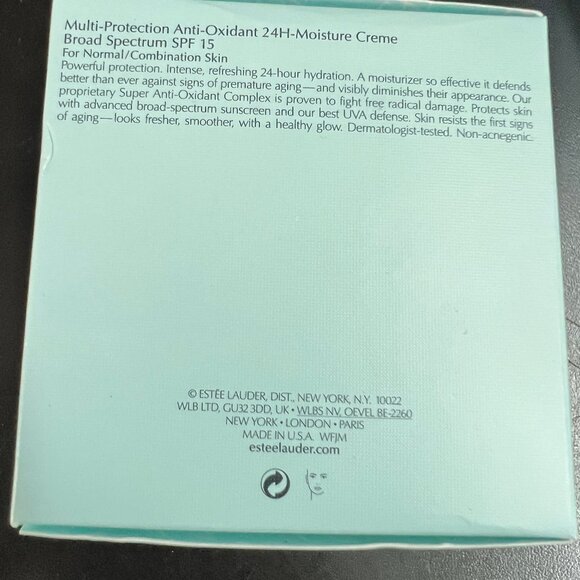 Multi-Protection Anti-Oxidant 24H-Moisture Creme
Broad Spectrum SPF 15
For Normal/Combination Skin
Powerful protection. Intense, refreshing 24-hour hydration. A moisturizer so effective it defends
better than ever against signs of premature aging—and visibly diminishes their appearance. Our
proprietary Super Anti-Oxidant Complex is proven to fight free radical damage. Protects skin
with advanced broad-spectrum sunscreen and our best UVA defense. Skin resists the first signs
of aging—looks fresher, smoother, with a healthy glow. Dermatologist-tested. Non-acnegenic.
© ESTÉE LAUDER, DIST., NEW YORK, N.Y. 10022
WLB LTD, GU32 3DD, UK • WLBS NV, OEVEL BE-2260
NEW YORK • LONDON • PARIS
MADE IN U.S.A. WFJM
esteelauder.com